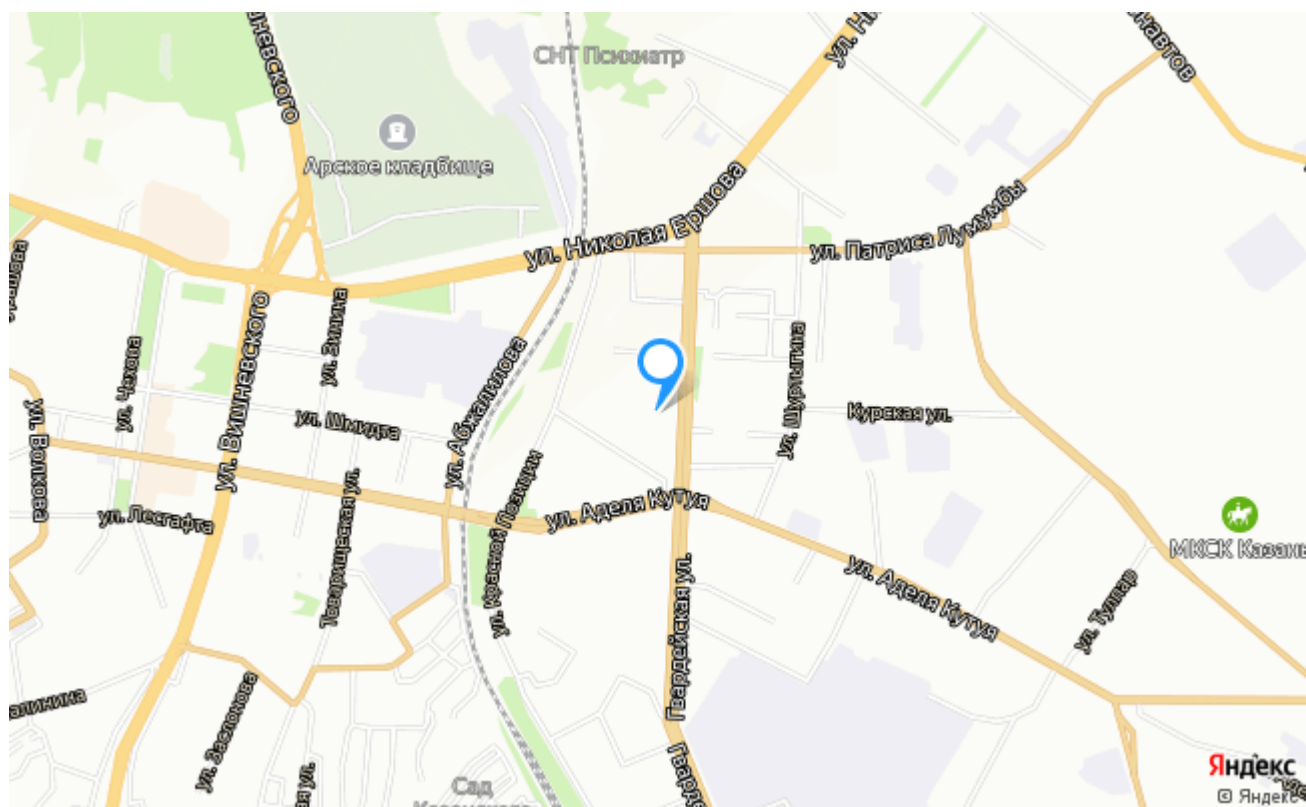 СНТ Психиатр
Арское кладбище
ул. Николая Ершова
ул. Патриса Лумумбы
ул. Зинина
ул. Чехова
ул. Вишневского
ул. Шмидта
ул. Абжалилова
ул. Шуртыгина
Курская ул.
ул. Волкова
ул. Лесгафта
Товарищеская ул.
ул. Красной Позиции
ул. Аделя Кутуя
Гвардейская ул.
ул. Аделя Кутуя
МКСК Казань
ул. Тулпар
ул. Заслонова
Сад
Яндекс
© Яндекс